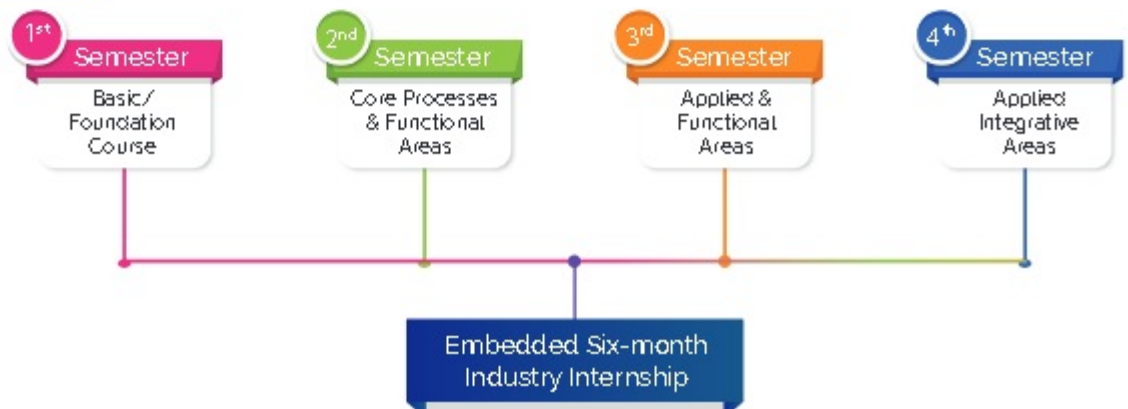 1st
Semester
Basic/
Foundation
Course
2nd
Semester
Core Processes
& Functional
Areas
3rd
Semester
Applied &
Functional
Areas
4th
Semester
Applied
Integrative
Areas
Embedded Six-month
Industry Internship